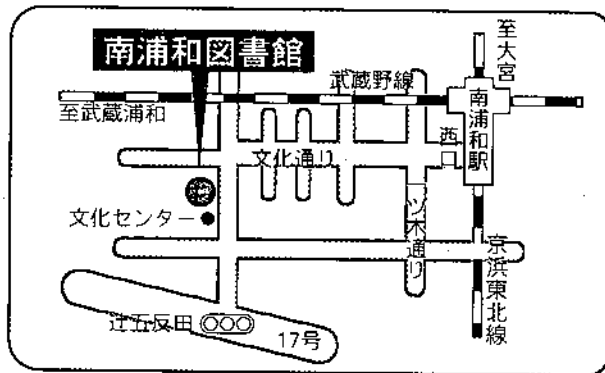 南浦和図書館
至大宮
武蔵野線
至武蔵浦和
南浦和駅
西口
文化通り
文化センター
一ツ木通り
京浜東北線
辻五反田
17号